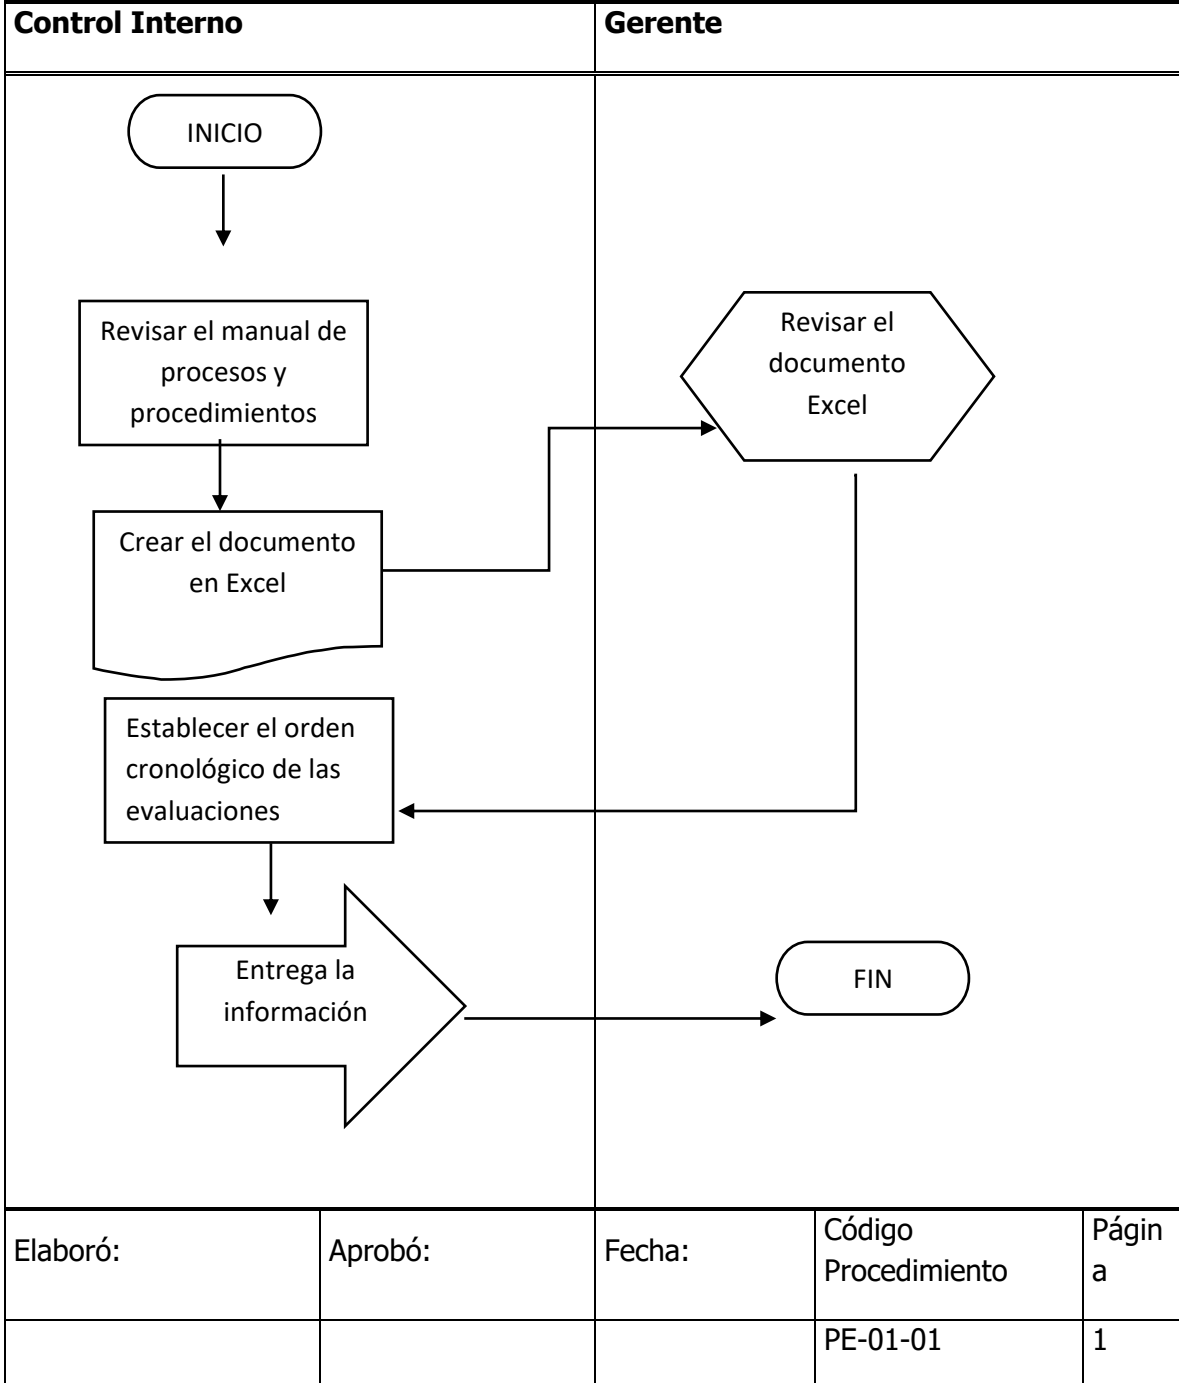 Control Interno
Gerente
INICIO
Revisar el manual de
procesos y
procedimientos
Revisar el
documento
Excel
Crear el documento
en Excel
Establecer el orden
cronológico de las
evaluaciones
Entrega la
información
FIN
Elaboró:
Aprobó:
Fecha:
Código
Procedimiento
Págin
a
PE-01-01
1